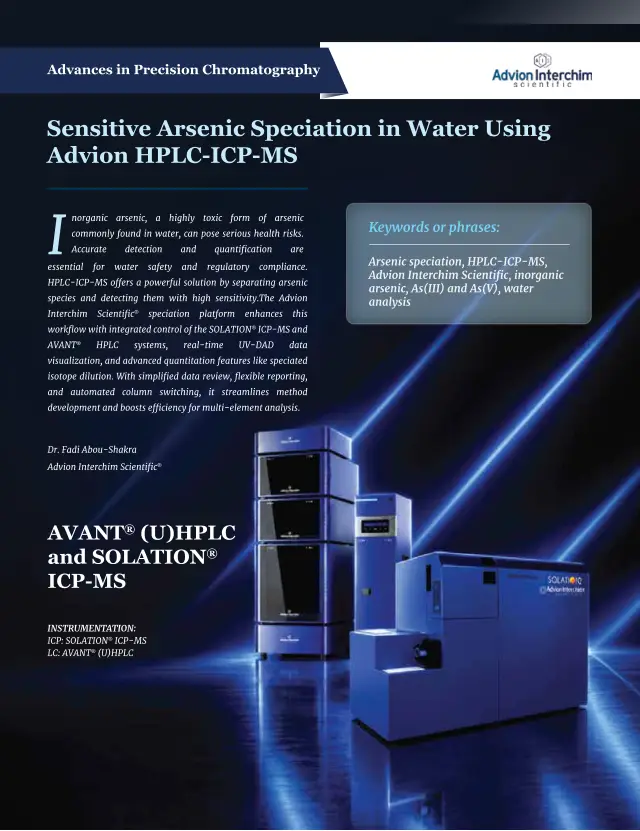 Advances in Precision Chromatography
Advion Interchim
scientific
Sensitive Arsenic Speciation in Water Using
Advion HPLC-ICP-MS
Inorganic arsenic, a highly toxic form of arsenic
commonly found in water, can pose serious health risks.
Accurate detection and quantification are
essential for water safety and regulatory compliance.
HPLC-ICP-MS offers a powerful solution by separating arsenic
species and detecting them with high sensitivity.The Advion
Interchim Scientific® speciation platform enhances this
workflow with integrated control of the SOLATION® ICP-MS and
AVANT® HPLC systems, real-time UV-DAD data
visualization, and advanced quantitation features like speciated
isotope dilution. With simplified data review, flexible reporting,
and automated column switching, it streamlines method
development and boosts efficiency for multi-element analysis.
Keywords or phrases:
Arsenic speciation, HPLC-ICP-MS,
Advion Interchim Scientific, inorganic
arsenic, As(III) and As(V), water
analysis
Dr. Fadi Abou-Shakra
Advion Interchim Scientific®
AVANT® (U)HPLC
and SOLATION®
ICP-MS
INSTRUMENTATION:
ICP: SOLATION® ICP-MS
LC: AVANT® (U)HPLC
SOLATION
Advion Interchim